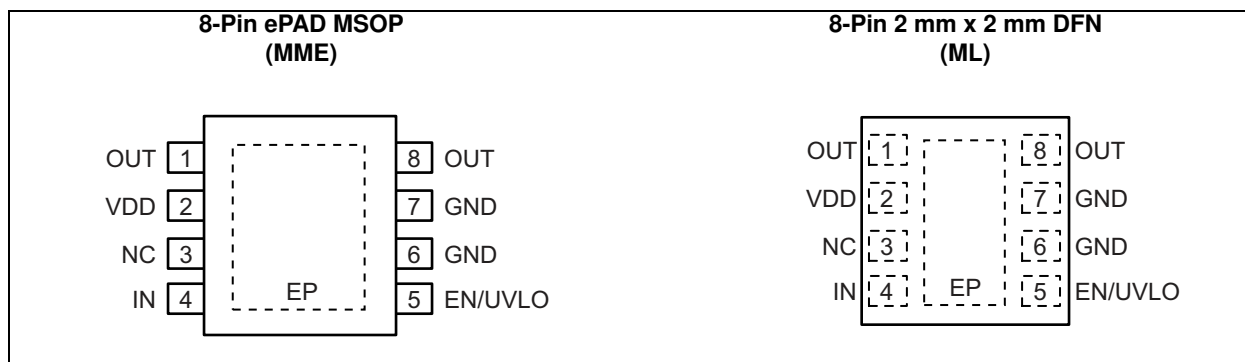 8-Pin ePAD MSOP
(MME)
OUT 1
8 OUT
VDD 2
7 GND
NC 3
6 GND
IN 4
EP
5 EN/UVLO
8-Pin 2 mm x 2 mm DFN
(ML)
OUT 1
8 OUT
VDD 2
7 GND
NC 3
6 GND
IN 4
EP
5 EN/UVLO